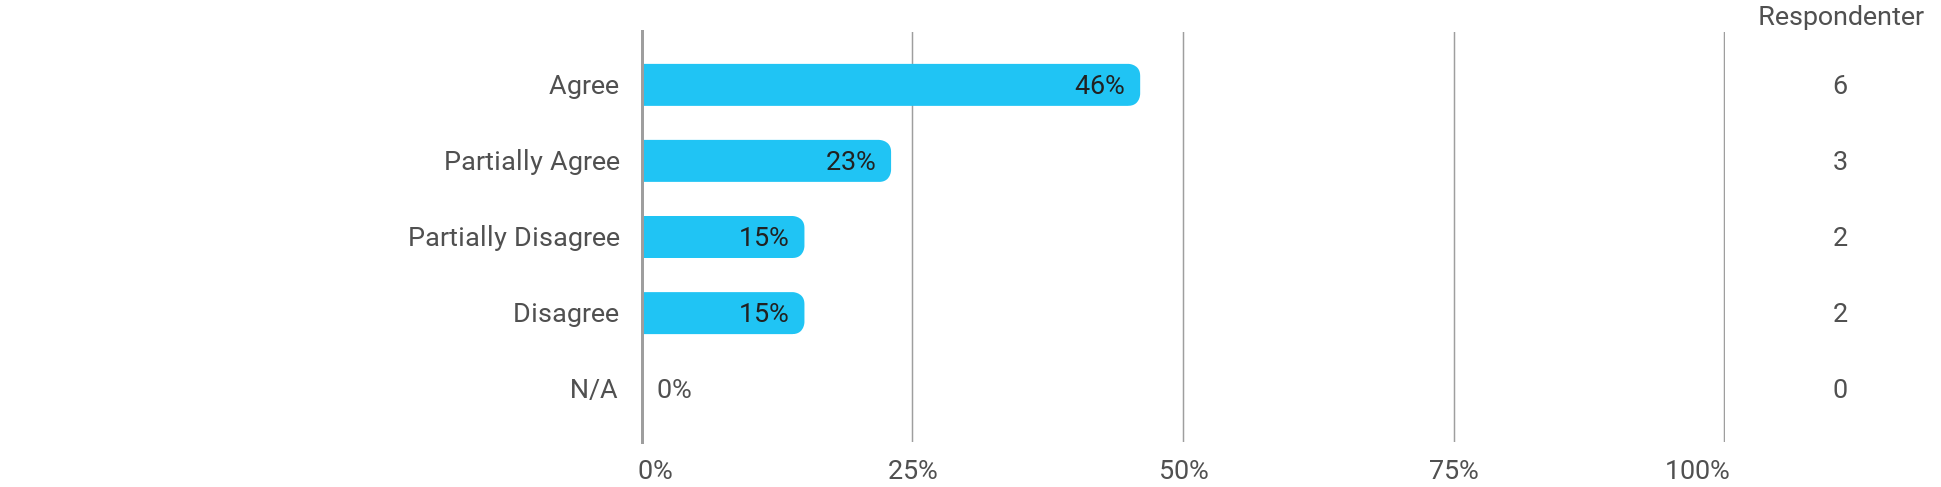 Respondenter
Agree 46% 6
Partially Agree 23% 3
Partially Disagree 15% 2
Disagree 15% 2
N/A 0% 0
0% 25% 50% 75% 100%